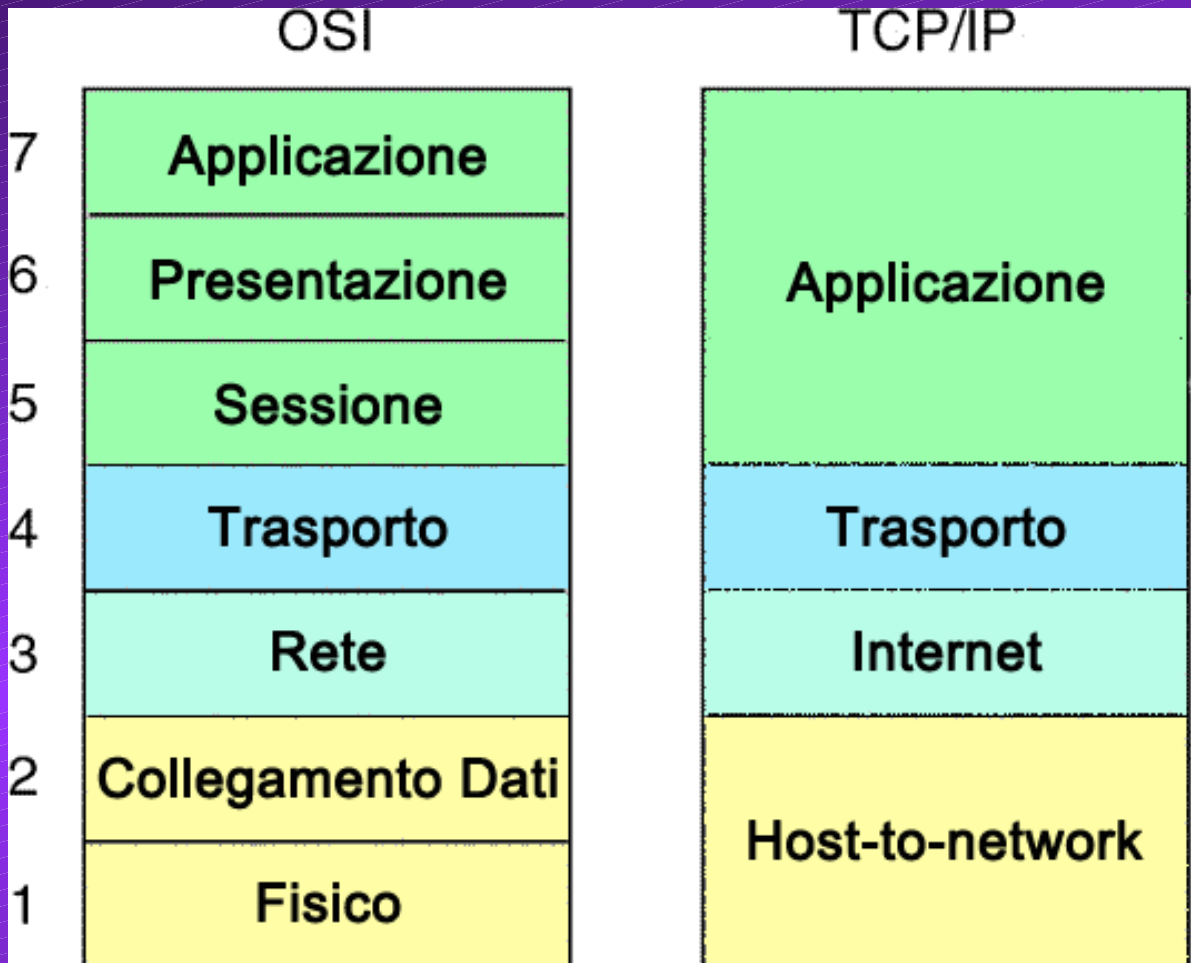 OSI
TCP/IP
7
Applicazione
6
Presentazione
Applicazione
5
Sessione
4
Trasporto
Trasporto
3
Rete
Internet
2
Collegamento Dati
Host-to-network
1
Fisico